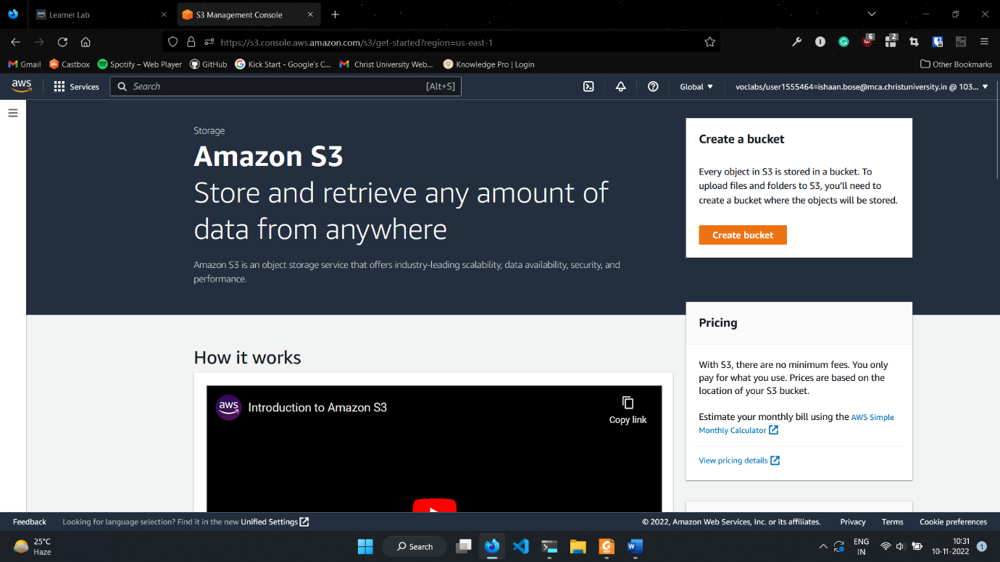 Learner Lab
S3 Management Console
https://s3.console.aws.amazon.com/s3/get-started?region=us-east-1
6
2
Gmail
Castbox
Spotify – Web Player
GitHub
Kick Start - Google's C...
Christ University Web...
Knowledge Pro | Login
Other Bookmarks
aws
Services
Search
[Alt+S]
Global
voclabs/user1555464=ishaan.bose@mca.christuniversity.in @ 103...
Storage
Amazon S3
Store and retrieve any amount of
data from anywhere
Amazon S3 is an object storage service that offers industry-leading scalability, data availability, security, and
performance.
Create a bucket
Every object in S3 is stored in a bucket. To
upload files and folders to S3, you'll need to
create a bucket where the objects will be stored.
Create bucket
Pricing
With S3, there are no minimum fees. You only
pay for what you use. Prices are based on the
location of your S3 bucket.
Estimate your monthly bill using the AWS Simple
Monthly Calculator
View pricing details
How it works
aws
Introduction to Amazon S3
Copy link
Feedback
Looking for language selection? Find it in the new Unified Settings
© 2022, Amazon Web Services, Inc. or its affiliates.
Privacy
Terms
Cookie preferences
25°C
Haze
Search
ENG
IN
10:31
10-11-2022
1